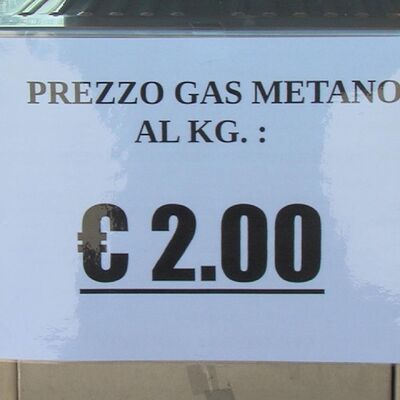 PREZZO GAS METANO
AL KG. :
€ 2.00